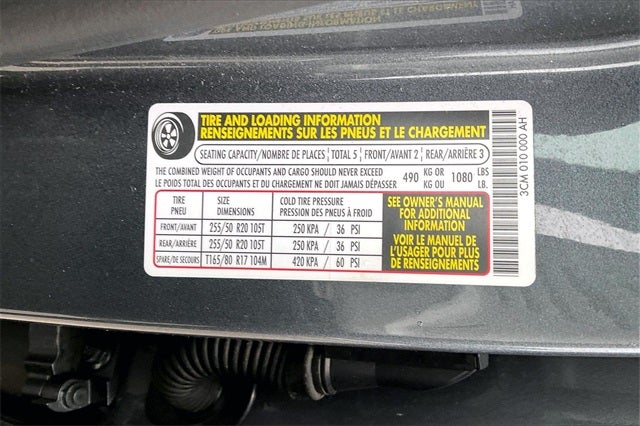 TIRE AND LOADING INFORMATION
RENSEIGNEMENTS SUR LES PNEUS ET LE CHARGEMENT
SEATING CAPACITY/NOMBRE DE PLACES TOTAL 5 FRONT/AVANT 2 REAR/ARRIÈRE 3
THE COMBINED WEIGHT OF OCCUPANTS AND CARGO SHOULD NEVER EXCEED 490 KG OR 1080 LBS
LE POIDS TOTAL DES OCCUPANTS ET DU CHARGEMENT NE DOIT JAMAIS DÉPASSER KG OU LB.
TIRE SIZE COLD TIRE PRESSURE
PNEU DIMENSIONS PRESSION DES PNEUS À FROID
FRONT/AVANT 255/50 R20 105T 250 KPA / 36 PSI
REAR/ARRIÈRE 255/50 R20 105T 250 KPA / 36 PSI
SPARE/DE SECOURS T165/80 R17 104M 420 KPA / 60 PSI
SEE OWNER'S MANUAL
FOR ADDITIONAL
INFORMATION
VOIR LE MANUEL DE
L'USAGER POUR PLUS
DE RENSEIGNEMENTS
3CM 010 000 AH